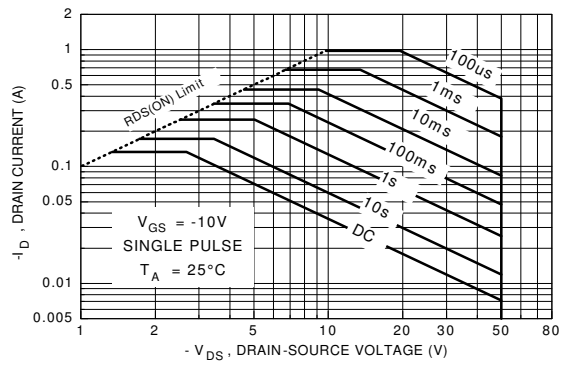 2
1
0.5
0.1
0.05
0.01
0.005
-I_D , DRAIN CURRENT (A)
RDS(ON) Limit
100us
1ms
10ms
100ms
1s
10s
DC
V_GS = -10V
SINGLE PULSE
T_A = 25°C
1 2 5 10 20 30 50 80
- V_DS , DRAIN-SOURCE VOLTAGE (V)